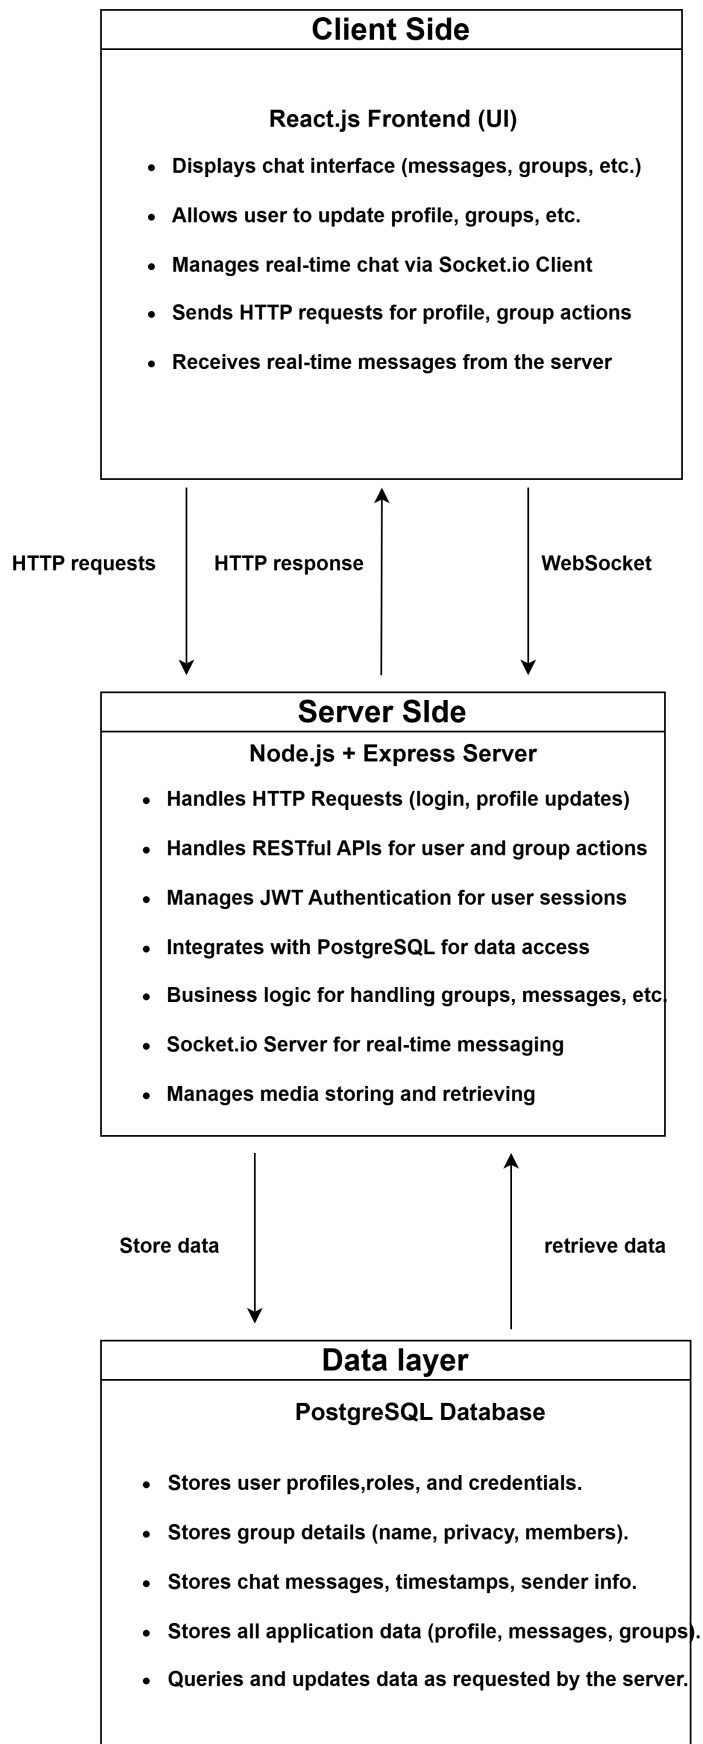 Client Side
React.js Frontend (UI)
• Displays chat interface (messages, groups, etc.)
• Allows user to update profile, groups, etc.
• Manages real-time chat via Socket.io Client
• Sends HTTP requests for profile, group actions
• Receives real-time messages from the server
HTTP requests
HTTP response
WebSocket
Server SIde
Node.js + Express Server
• Handles HTTP Requests (login, profile updates)
• Handles RESTful APIs for user and group actions
• Manages JWT Authentication for user sessions
• Integrates with PostgreSQL for data access
• Business logic for handling groups, messages, etc.
• Socket.io Server for real-time messaging
• Manages media storing and retrieving
Store data
retrieve data
Data layer
PostgreSQL Database
• Stores user profiles,roles, and credentials.
• Stores group details (name, privacy, members).
• Stores chat messages, timestamps, sender info.
• Stores all application data (profile, messages, groups).
• Queries and updates data as requested by the server.